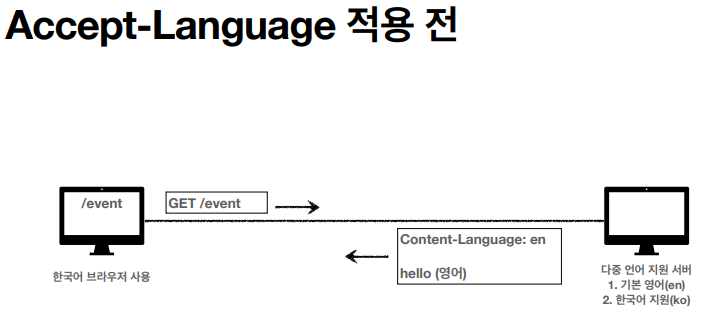 Accept-Language 적용 전
/event
GET /event
Content-Language: en
hello (영어)
한국어 브라우저 사용
다중 언어 지원 서버
1. 기본 영어(en)
2. 한국어 지원(ko)